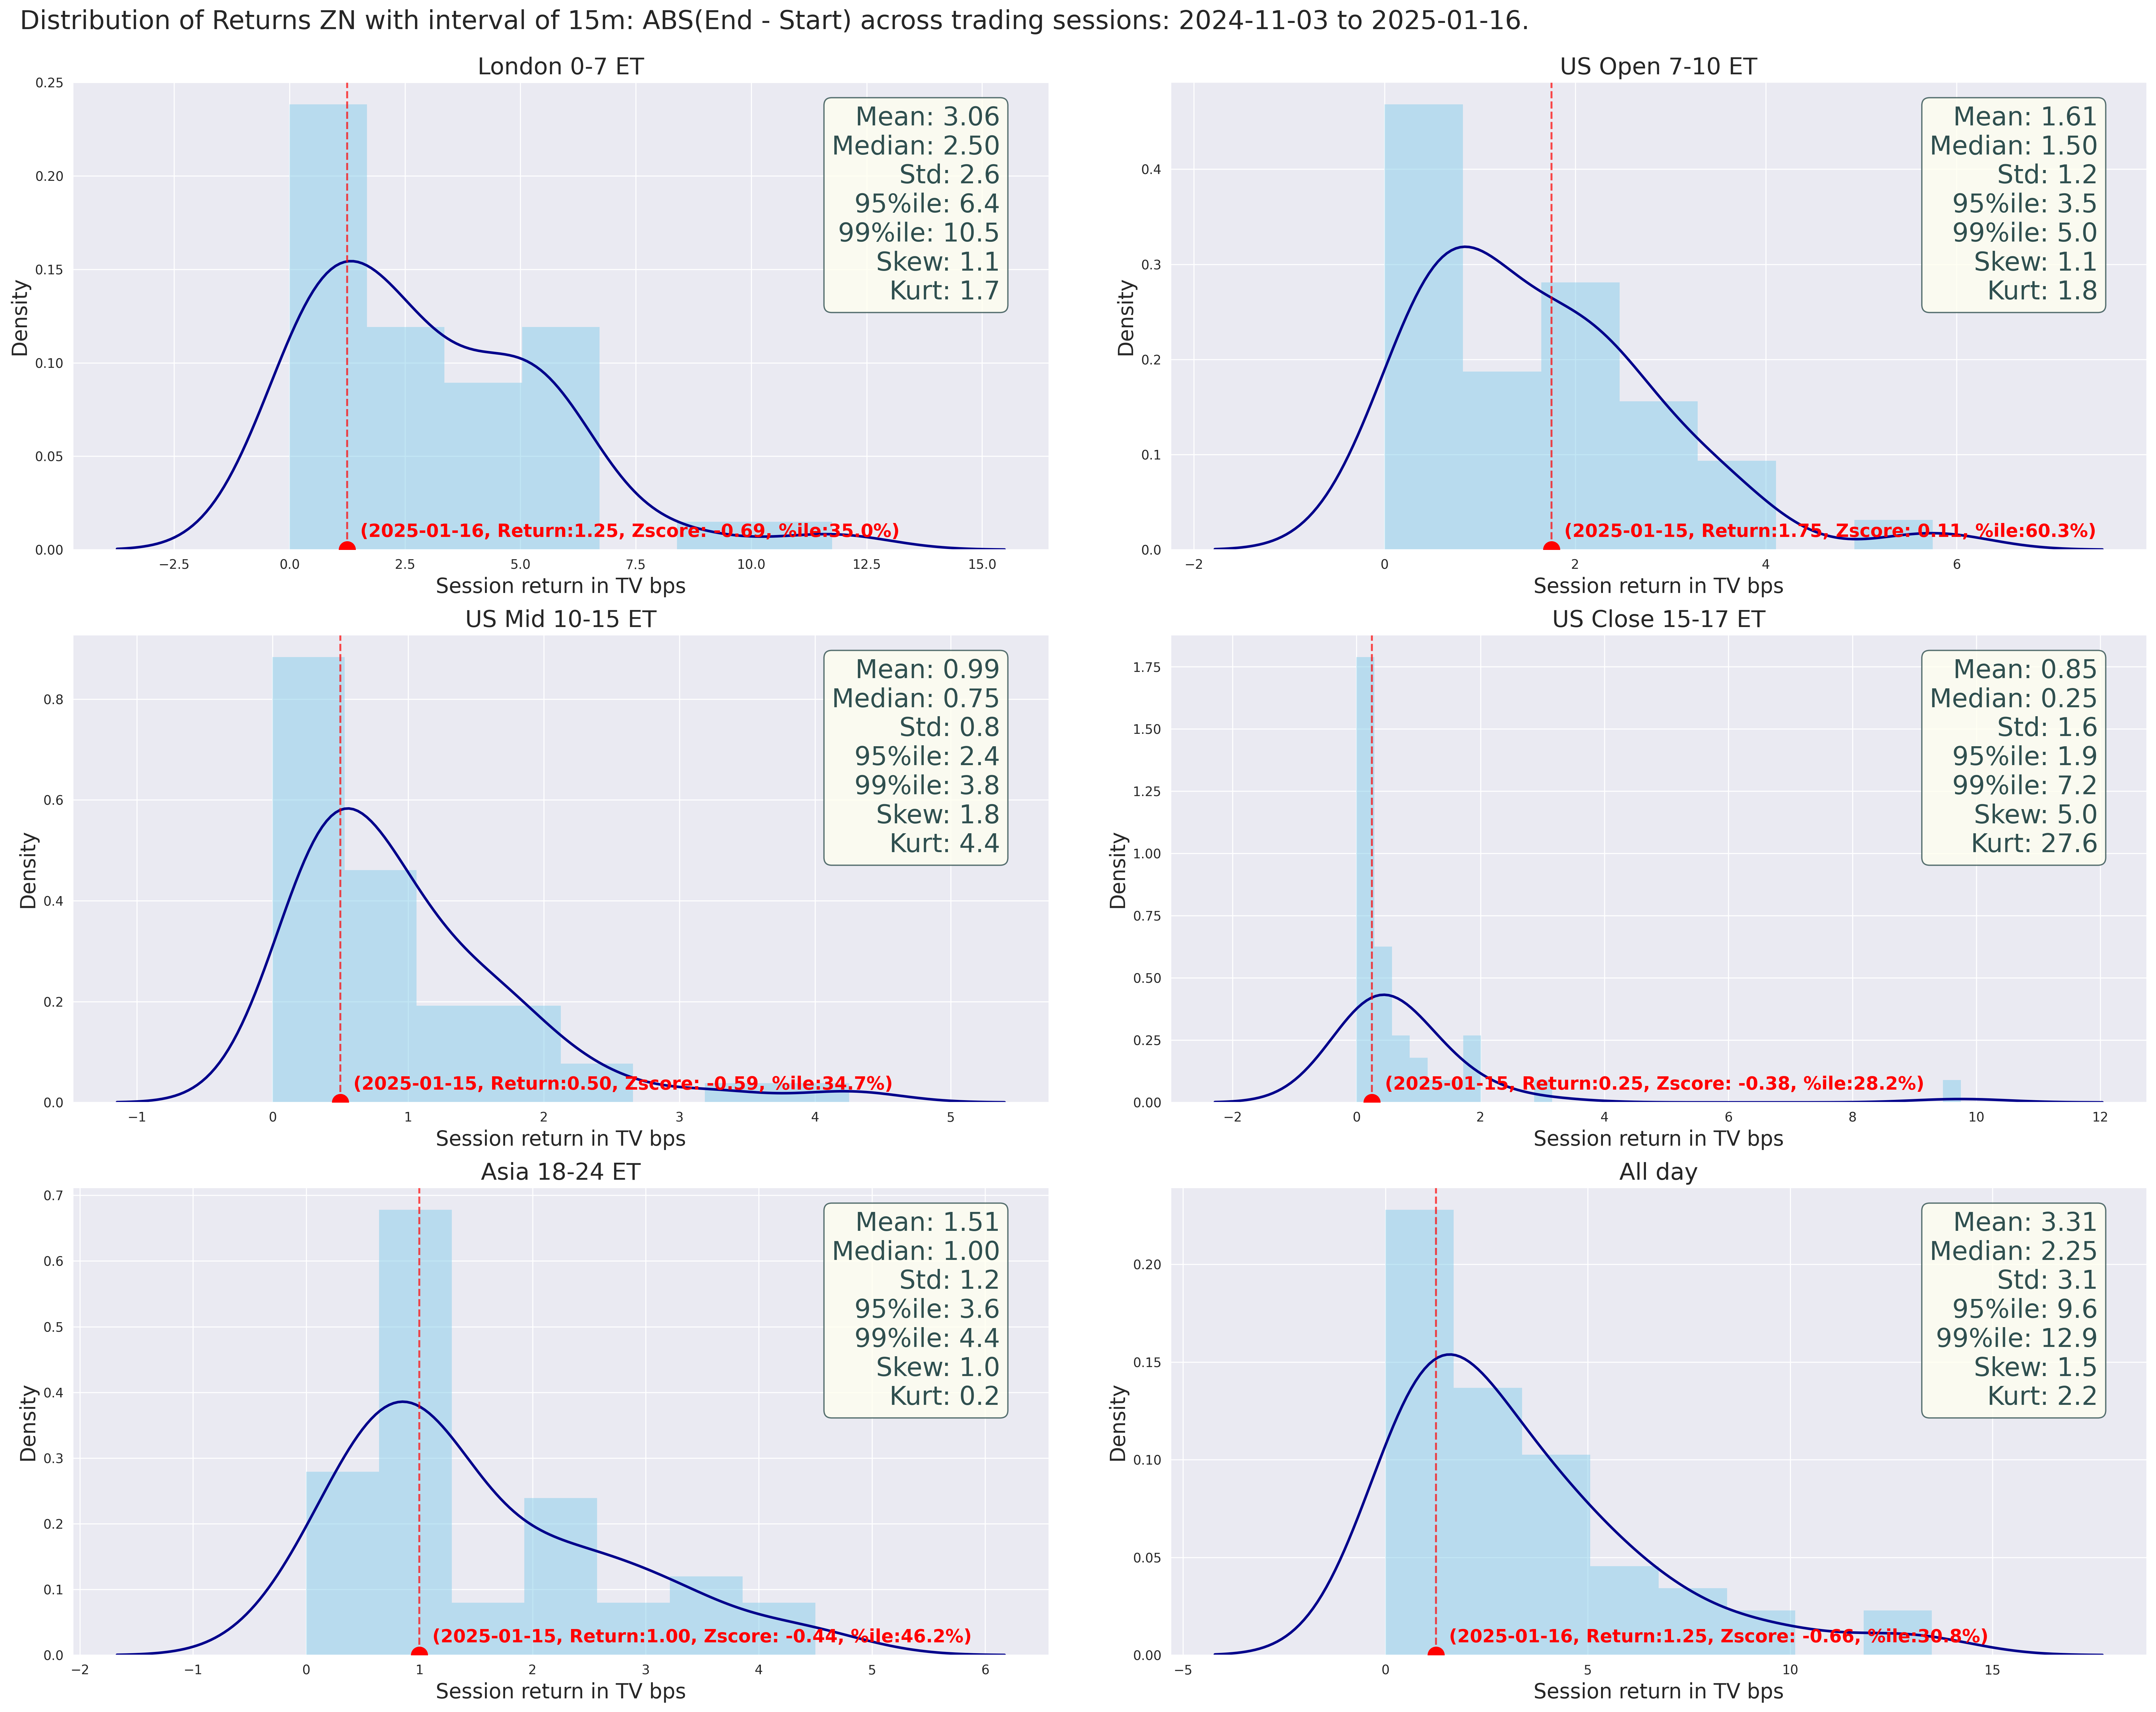 Distribution of Returns ZN with interval of 15m: ABS(End - Start) across trading sessions: 2024-11-03 to 2025-01-16.
London 0-7 ET
0.25
0.20
0.15
0.10
0.05
0.00
Density
Mean: 3.06
Median: 2.50
Std: 2.6
95%ile: 6.4
99%ile: 10.5
Skew: 1.1
Kurt: 1.7
(2025-01-16, Return:1.25, Zscore: -0.69, %ile:35.0%)
−2.5 0.0 2.5 5.0 7.5 10.0 12.5 15.0
Session return in TV bps
US Open 7-10 ET
0.4
0.3
0.2
0.1
0.0
Density
Mean: 1.61
Median: 1.50
Std: 1.2
95%ile: 3.5
99%ile: 5.0
Skew: 1.1
Kurt: 1.8
(2025-01-15, Return:1.75, Zscore: 0.11, %ile:60.3%)
−2 0 2 4 6
Session return in TV bps
US Mid 10-15 ET
0.8
0.6
0.4
0.2
0.0
Density
Mean: 0.99
Median: 0.75
Std: 0.8
95%ile: 2.4
99%ile: 3.8
Skew: 1.8
Kurt: 4.4
(2025-01-15, Return:0.50, Zscore: -0.59, %ile:34.7%)
−1 0 1 2 3 4 5
Session return in TV bps
US Close 15-17 ET
1.75
1.50
1.25
1.00
0.75
0.50
0.25
0.00
Density
Mean: 0.85
Median: 0.25
Std: 1.6
95%ile: 1.9
99%ile: 7.2
Skew: 5.0
Kurt: 27.6
(2025-01-15, Return:0.25, Zscore: -0.38, %ile:28.2%)
−2 0 2 4 6 8 10 12
Session return in TV bps
Asia 18-24 ET
0.7
0.6
0.5
0.4
0.3
0.2
0.1
0.0
Density
Mean: 1.51
Median: 1.00
Std: 1.2
95%ile: 3.6
99%ile: 4.4
Skew: 1.0
Kurt: 0.2
(2025-01-15, Return:1.00, Zscore: -0.44, %ile:46.2%)
−2 −1 0 1 2 3 4 5 6
Session return in TV bps
All day
0.20
0.15
0.10
0.05
0.00
Density
Mean: 3.31
Median: 2.25
Std: 3.1
95%ile: 9.6
99%ile: 12.9
Skew: 1.5
Kurt: 2.2
(2025-01-16, Return:1.25, Zscore: -0.66, %ile:30.8%)
−5 0 5 10 15
Session return in TV bps